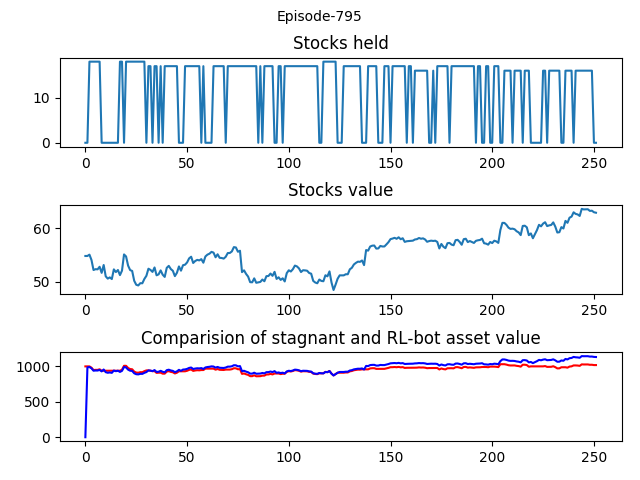 Episode-795
Stocks held
10
0
0 50 100 150 200 250
Stocks value
60
50
0 50 100 150 200 250
Comparision of stagnant and RL-bot asset value
1000
500
0
0 50 100 150 200 250